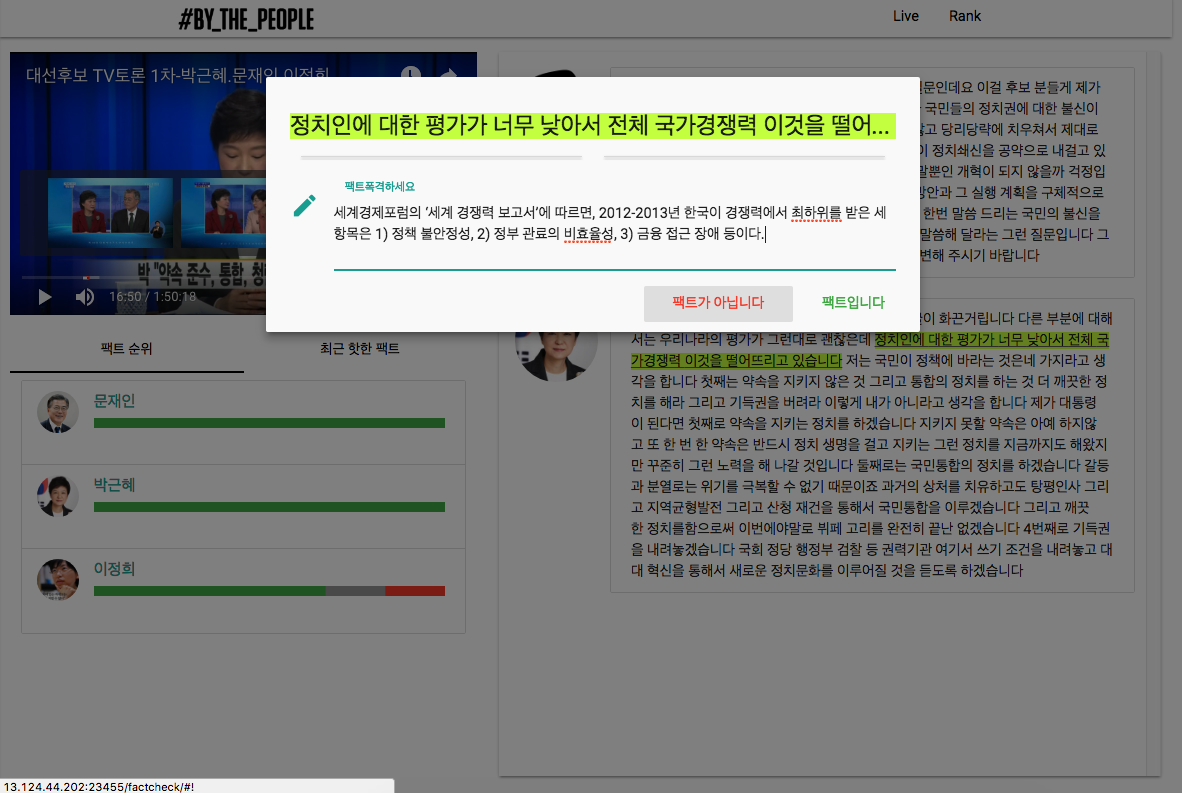 #BY_THE_PEOPLE
Live
Rank
대선후보 TV토론 1차-박근혜.문재인.이정희
박 "약속 준수, 통합,
16:50 / 1:50:18
팩트 순위
최근 핫한 팩트
문재인
박근혜
이정희
정치인에 대한 평가가 너무 낮아서 전체 국가경쟁력 이것을 떨어...
팩트폭격하세요
세계경제포럼의 ‘세계 경쟁력 보고서’에 따르면, 2012-2013년 한국이 경쟁력에서 최하위를 받은 세
항목은 1) 정책 불안정성, 2) 정부 관료의 비효율성, 3) 금융 접근 장애 등이다.
팩트가 아닙니다
팩트입니다
문인데요 이걸 후보 분들게 제가
국민들의 정치권에 대한 불신이
고 당리당략에 치우쳐서 제대로
이 정치쇄신을 공약으로 내걸고 있
말뿐인 개혁이 되지 않을까 걱정입
방안과 그 실행 계획을 구체적으로
한번 말씀 드리는 국민의 불신을
말씀해 달라는 그런 질문입니다 그
변해 주시기 바랍니다
이 화끈거립니다 다른 부분에 대해
서는 우리나라의 평가가 그런대로 괜찮은데 정치인에 대한 평가가 너무 낮아서 전체 국
가경쟁력 이것을 떨어뜨리고 있습니다 저는 국민이 정책에 바라는 것은네 가지라고 생
각을 합니다 첫째는 약속을 지키지 않은 것 그리고 통합의 정치를 하는 것 더 깨끗한 정
치를 해라 그리고 기득권을 버려라 이렇게 내가 아니라고 생각을 합니다 제가 대통령
이 된다면 첫째로 약속을 지키는 정치를 하겠습니다 지키지 못할 약속은 아예 하지않
고 또 한 번 한 약속은 반드시 정치 생명을 걸고 지키는 그런 정치를 지금까지도 해왔지
만 꾸준히 그런 노력을 해 나갈 것입니다 둘째로는 국민통합의 정치를 하겠습니다 갈등
과 분열로는 위기를 극복할 수 없기 때문이죠 과거의 상처를 치유하고도 탕평인사 그리
고 지역균형발전 그리고 산청 재건을 통해서 국민통합을 이루겠습니다 그리고 깨끗
한 정치를함으로써 이번에야말로 뷔페 고리를 완전히 끝난 없겠습니다 4번째로 기득권
을 내려놓겠습니다 국회 정당 행정부 검찰 등 권력기관 여기서 쓰기 조건을 내려놓고 대
대 혁신을 통해서 새로운 정치문화를 이루어질 것을 듣도록 하겠습니다
13.124.44.202:23455/factcheck/#!